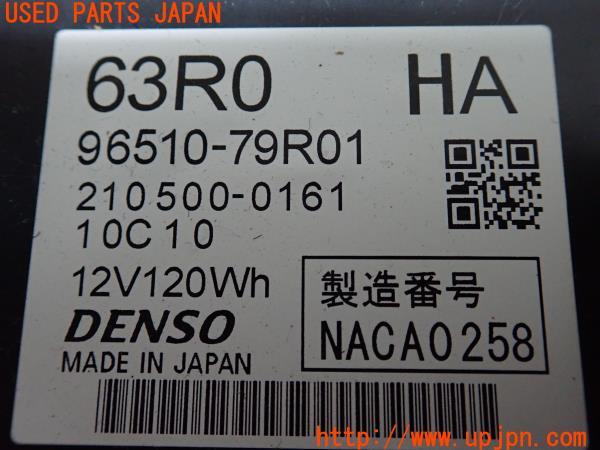 USED PARTS JAPAN
63R0 HA
96510-79R01
210500-0161
10C10
12V120Wh
製造番号
DENSO
NACA0258
MADE IN JAPAN
UPJ http://www.upjpn.com